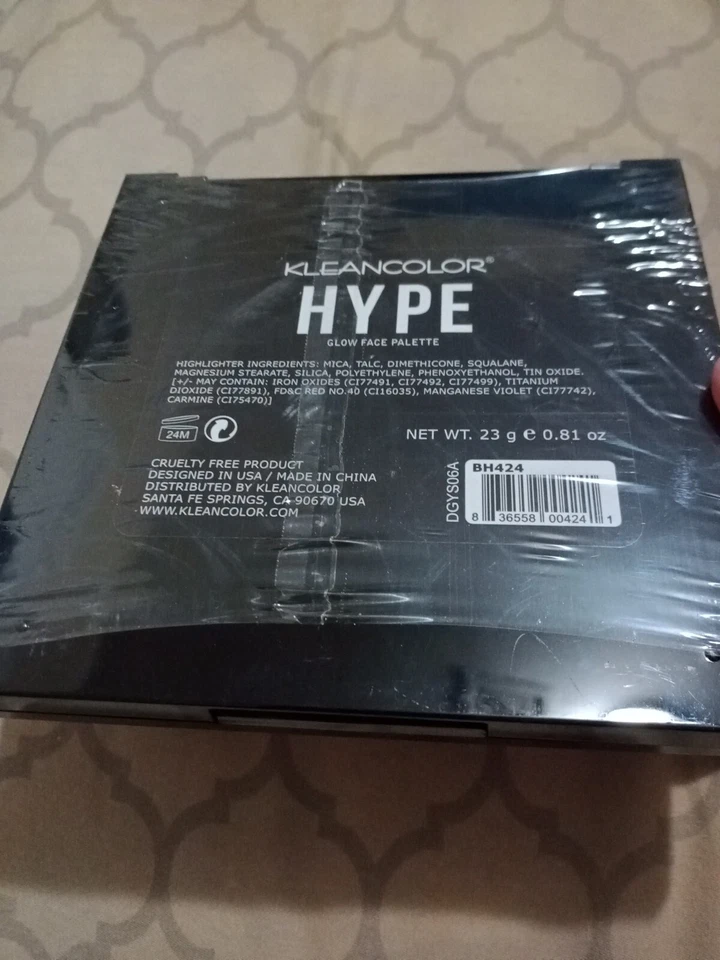 KLEANCOLOR®
HYPE
GLOW FACE PALETTE
HIGHLIGHTER INGREDIENTS: MICA, TALC, DIMETHICONE, SQUALANE,
MAGNESIUM STEARATE, SILICA, POLYETHYLENE, PHENOXYETHANOL, TIN OXIDE.
[+/- MAY CONTAIN: IRON OXIDES (CI77491, CI77492, CI77499), TITANIUM
DIOXIDE (CI77891), FD&C RED NO.40 (CI16035), MANGANESE VIOLET (CI77742),
CARMINE (CI75470)]
24M
NET WT. 23 g ℮ 0.81 oz
CRUELTY FREE PRODUCT
DESIGNED IN USA / MADE IN CHINA
DISTRIBUTED BY KLEANCOLOR
SANTA FE SPRINGS, CA 90670 USA
WWW.KLEANCOLOR.COM
DGYS06A
BH424
8 36558 00424 1